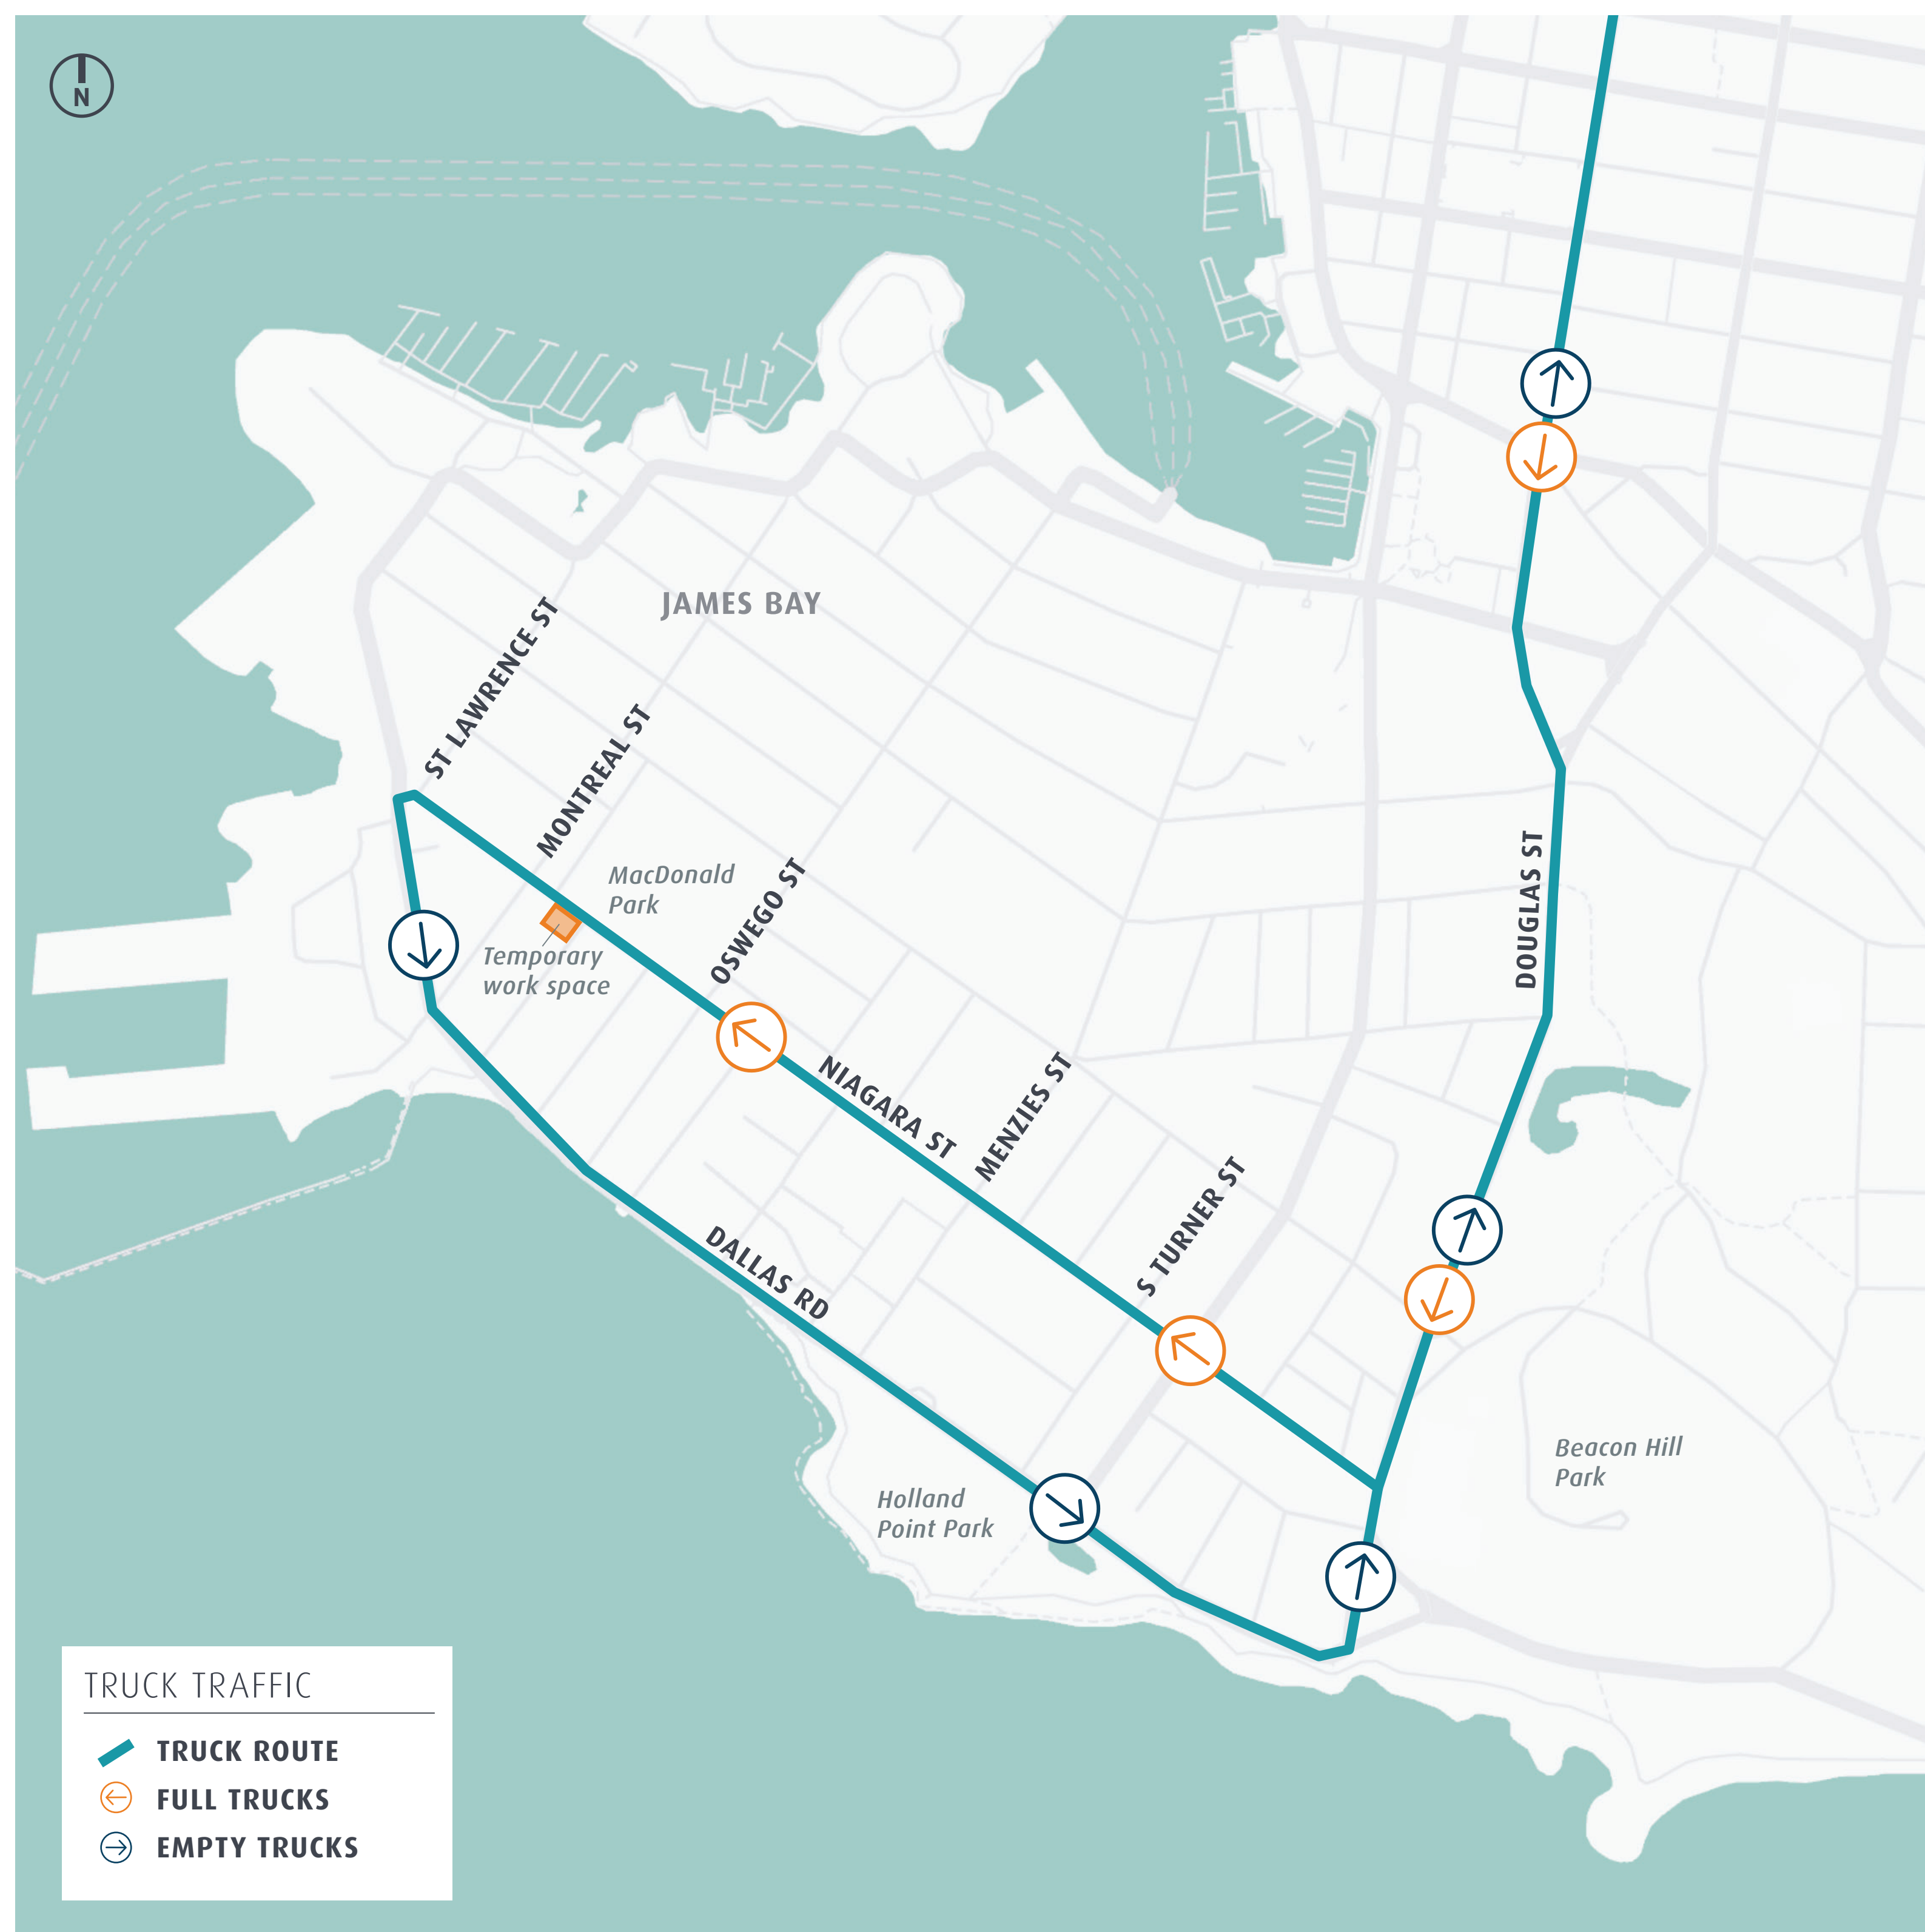 N
JAMES BAY
ST LAWRENCE ST
MONTREAL ST
MacDonald
Park
OSWEGO ST
DOUGLAS ST
Temporary
work space
NIAGARA ST
MENZIES ST
S TURNER ST
DALLAS RD
Beacon Hill
Park
Holland
Point Park
TRUCK TRAFFIC
TRUCK ROUTE
FULL TRUCKS
EMPTY TRUCKS